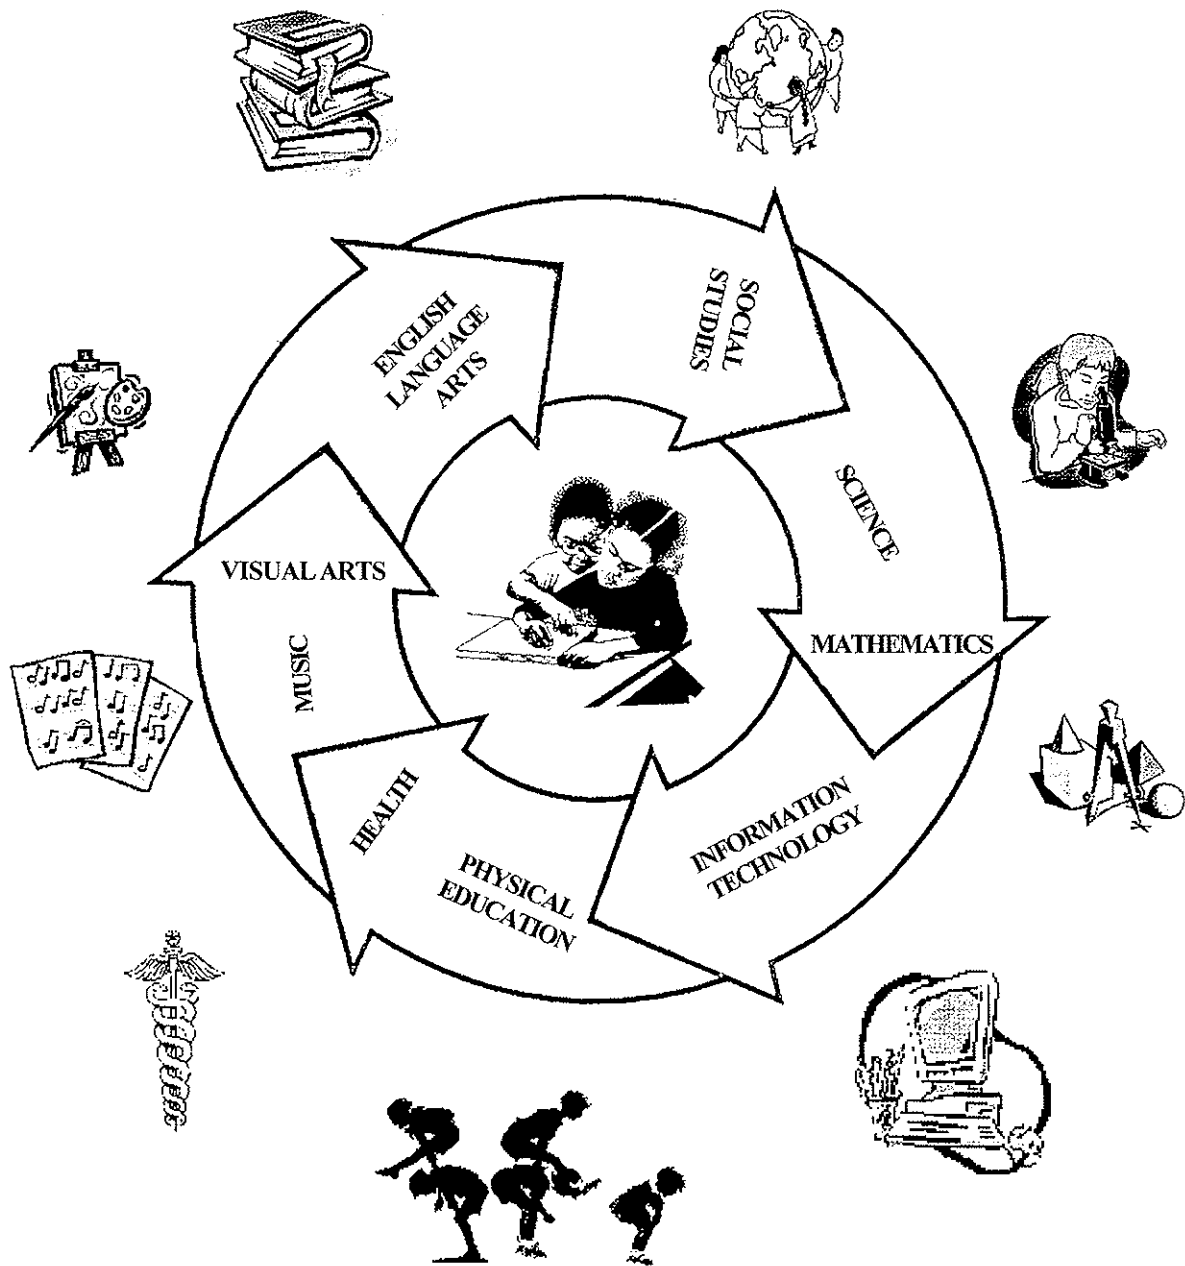 ENGLISH
LANGUAGE
ARTS
SOCIAL
STUDIES
SCIENCE
MATHEMATICS
INFORMATION
TECHNOLOGY
PHYSICAL
EDUCATION
HEALTH
MUSIC
VISUAL ARTS